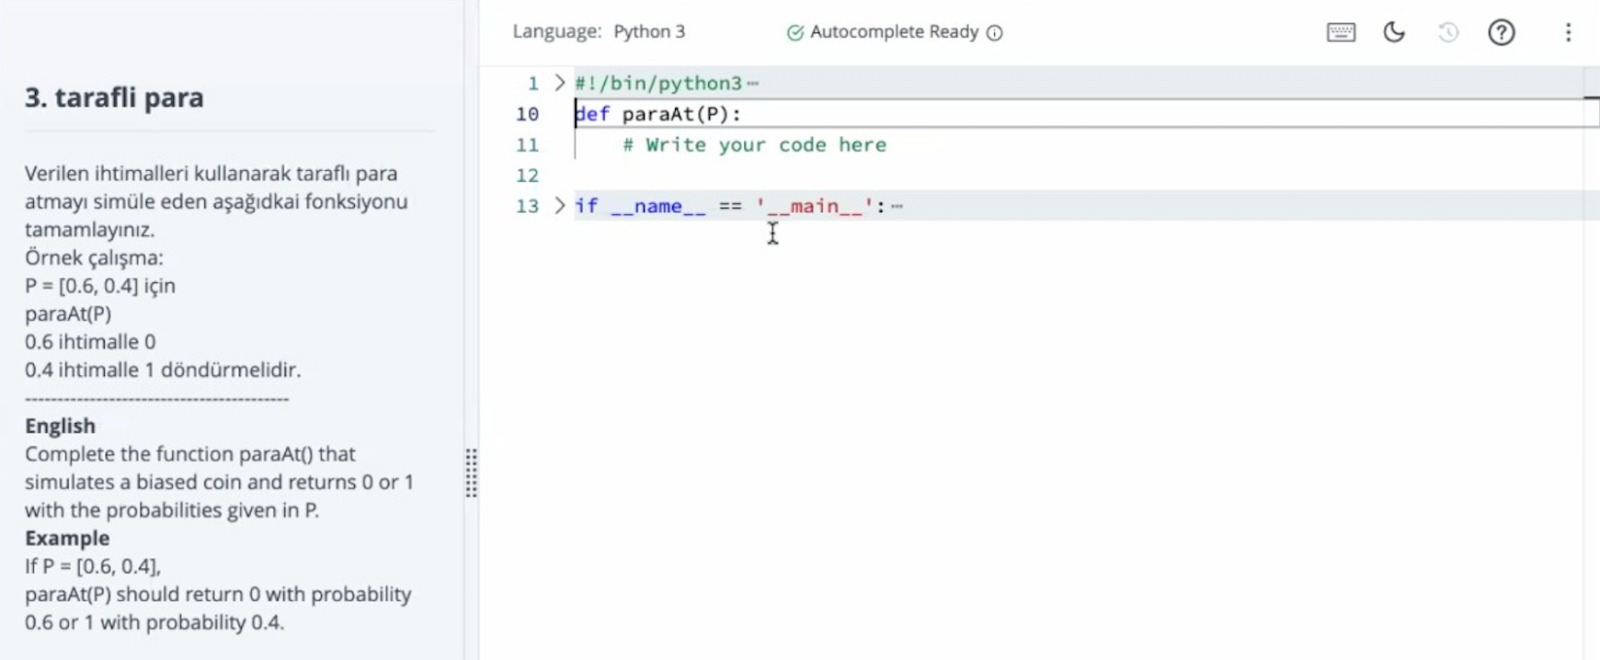 Language: Python 3
Autocomplete Ready
3. tarafli para
Verilen ihtimalleri kullanarak taraflı para
atmayı simüle eden aşağıdkai fonksiyonu
tamamlayınız.
Örnek çalışma:
P = [0.6, 0.4] için
paraAt(P)
0.6 ihtimalle 0
0.4 ihtimalle 1 döndürmelidir.
----------------------------------------
English
Complete the function paraAt() that
simulates a biased coin and returns 0 or 1
with the probabilities given in P.
Example
If P = [0.6, 0.4],
paraAt(P) should return 0 with probability
0.6 or 1 with probability 0.4.
1 #!/bin/python3
10 def paraAt(P):
11 # Write your code here
12
13 if __name__ == '__main__':